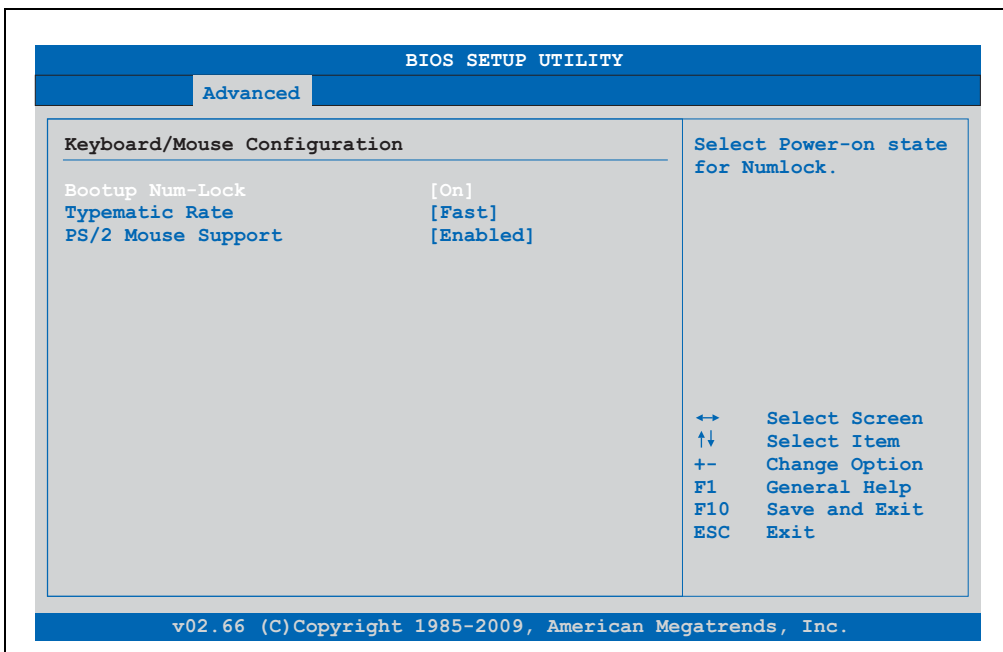 BIOS SETUP UTILITY
Advanced
Keyboard/Mouse Configuration
Bootup Num-Lock [On]
Typematic Rate [Fast]
PS/2 Mouse Support [Enabled]
Select Power-on state
for Numlock.
←→ Select Screen
↑↓ Select Item
+- Change Option
F1 General Help
F10 Save and Exit
ESC Exit
v02.66 (C)Copyright 1985-2009, American Megatrends, Inc.